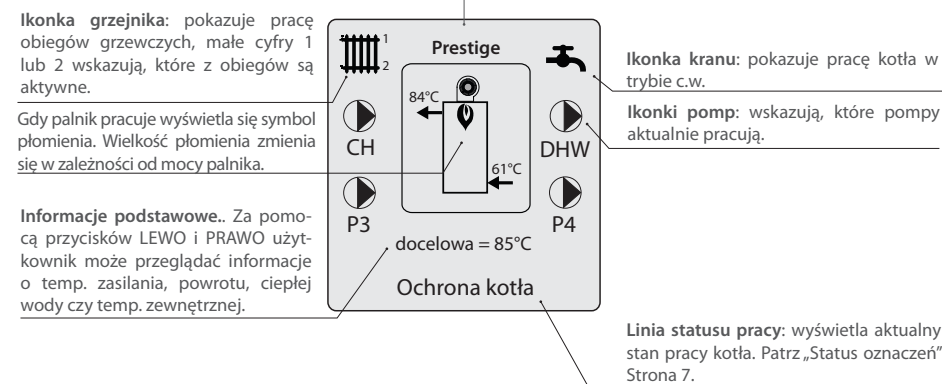 Ikonka grzejnika: pokazuje pracę
obiegów grzewczych, małe cyfry 1
lub 2 wskazują, które z obiegów są
aktywne.
Gdy palnik pracuje wyświetla się symbol
płomienia. Wielkość płomienia zmienia
się w zależności od mocy palnika.
Informacje podstawowe.. Za pomo-
cą przycisków LEWO i PRAWO użyt-
kownik może przeglądać informacje
o temp. zasilania, powrotu, ciepłej
wody czy temp. zewnętrznej.
1
2
Prestige
84°C
61°C
CH
DHW
P3
P4
docelowa = 85°C
Ochrona kotła
Ikonka kranu: pokazuje pracę kotła w
trybie c.w.
Ikonki pomp: wskazują, które pompy
aktualnie pracują.
Linia statusu pracy: wyświetla aktualny
stan pracy kotła. Patrz „Status oznaczeń”
Strona 7.